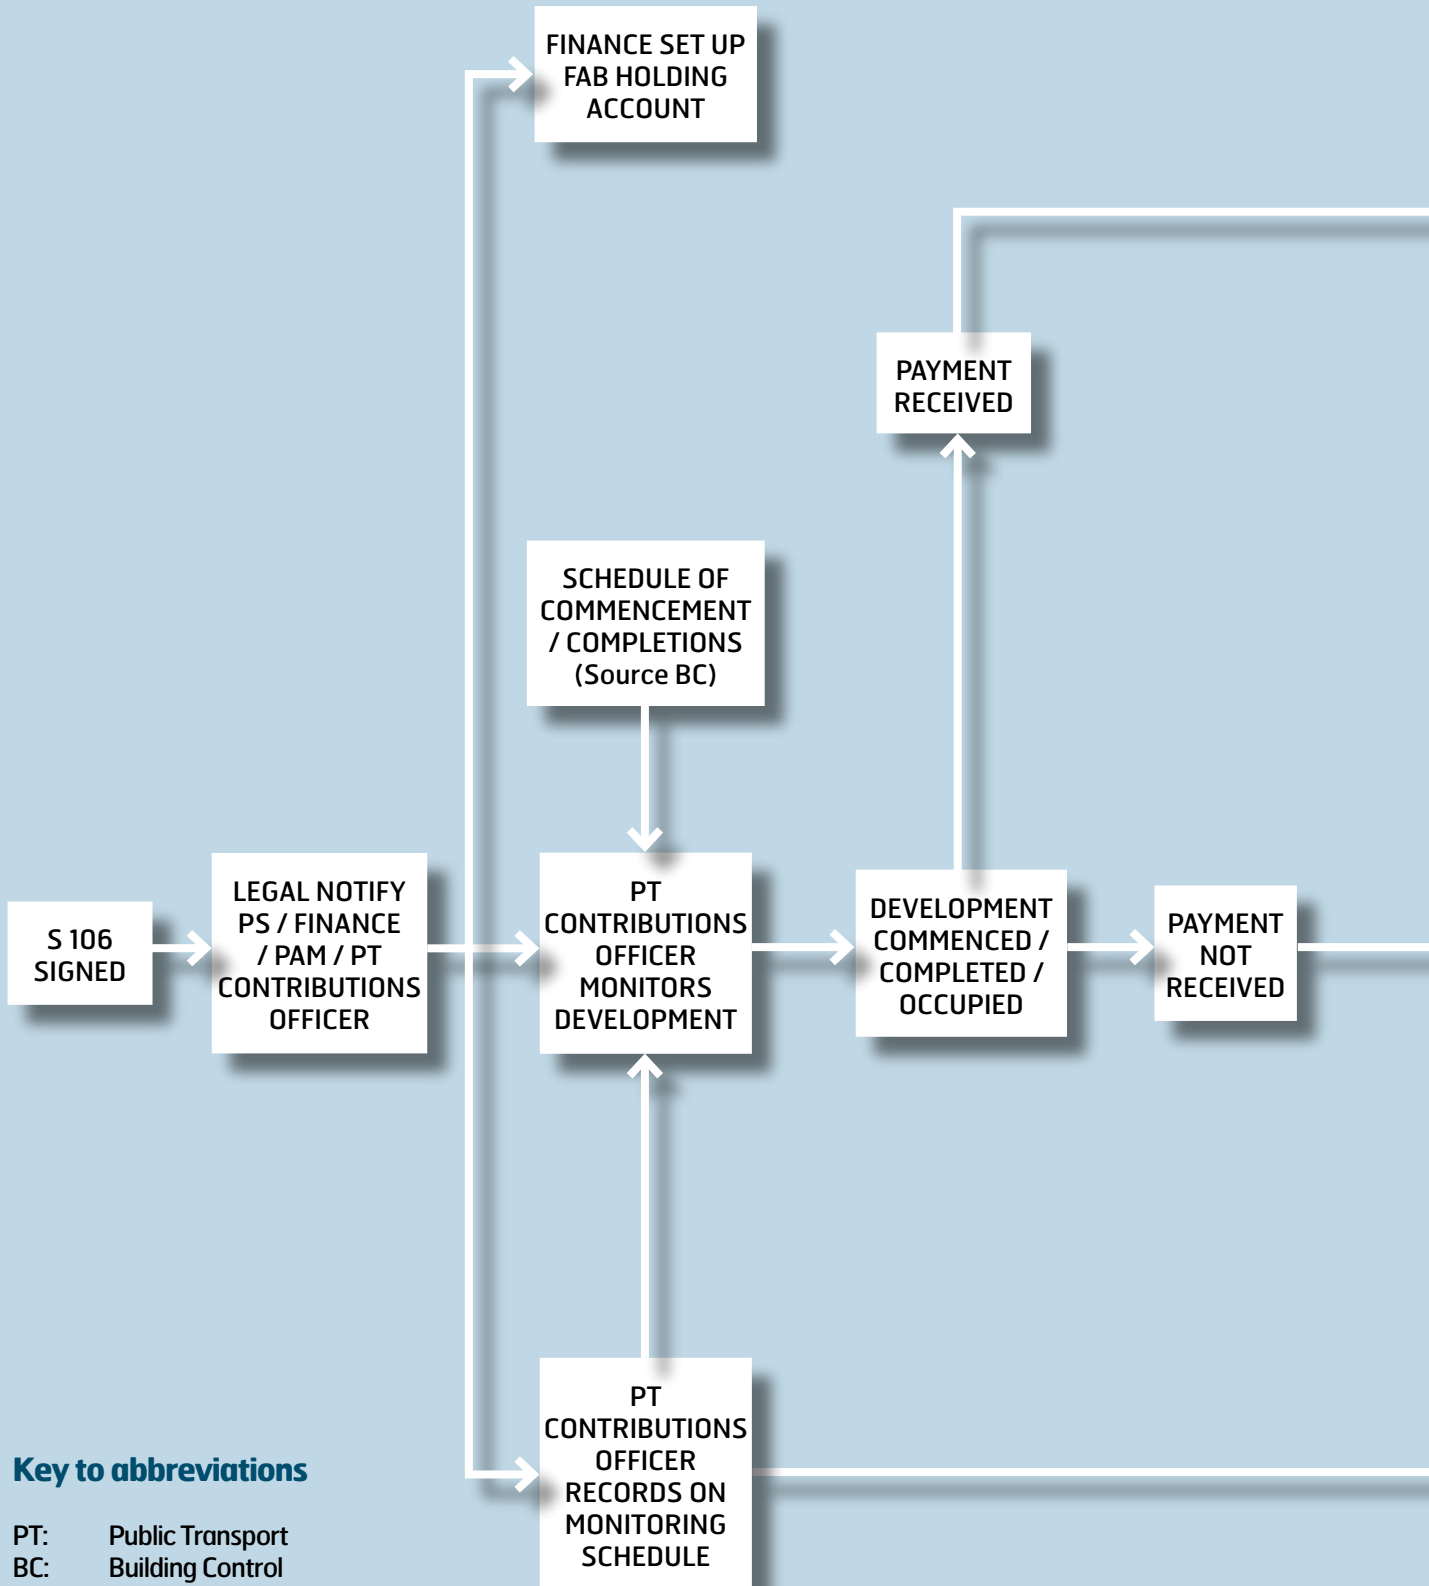 FINANCE SET UP
FAB HOLDING
ACCOUNT
PAYMENT
RECEIVED
SCHEDULE OF
COMMENCEMENT
/ COMPLETIONS
(Source BC)
S 106
SIGNED
LEGAL NOTIFY
PS / FINANCE
/ PAM / PT
CONTRIBUTIONS
OFFICER
PT
CONTRIBUTIONS
OFFICER
MONITORS
DEVELOPMENT
DEVELOPMENT
COMMENCED /
COMPLETED /
OCCUPIED
PAYMENT
NOT
RECEIVED
PT
CONTRIBUTIONS
OFFICER
RECORDS ON
MONITORING
SCHEDULE
Key to abbreviations
PT: Public Transport
BC: Building Control